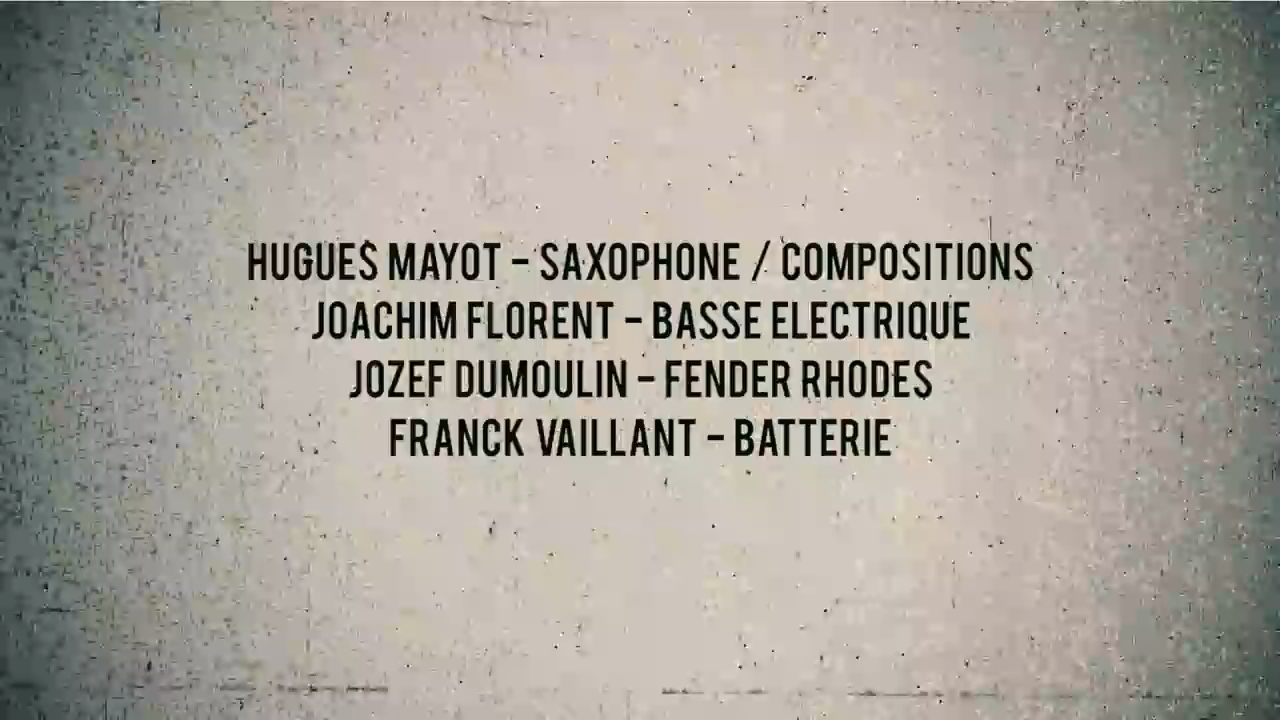 HUGUES MAYOT – SAXOPHONE / COMPOSITIONS
JOACHIM FLORENT – BASSE ELECTRIQUE
JOZEF DUMOULIN – FENDER RHODES
FRANCK VAILLANT – BATTERIE